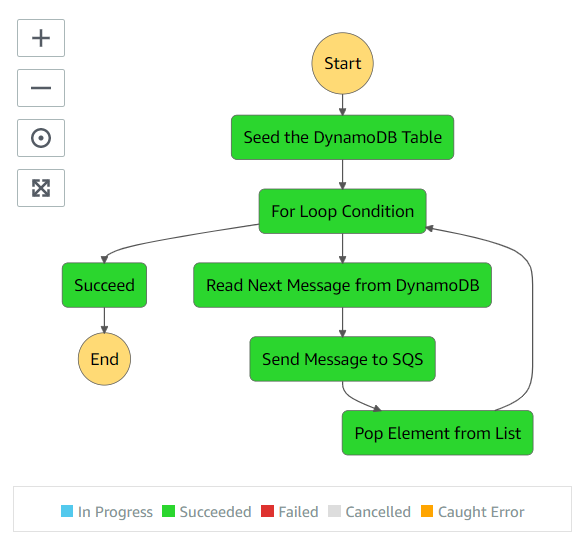 Start
Seed the DynamoDB Table
For Loop Condition
Succeed
Read Next Message from DynamoDB
End
Send Message to SQS
Pop Element from List
In Progress Succeeded Failed Cancelled Caught Error